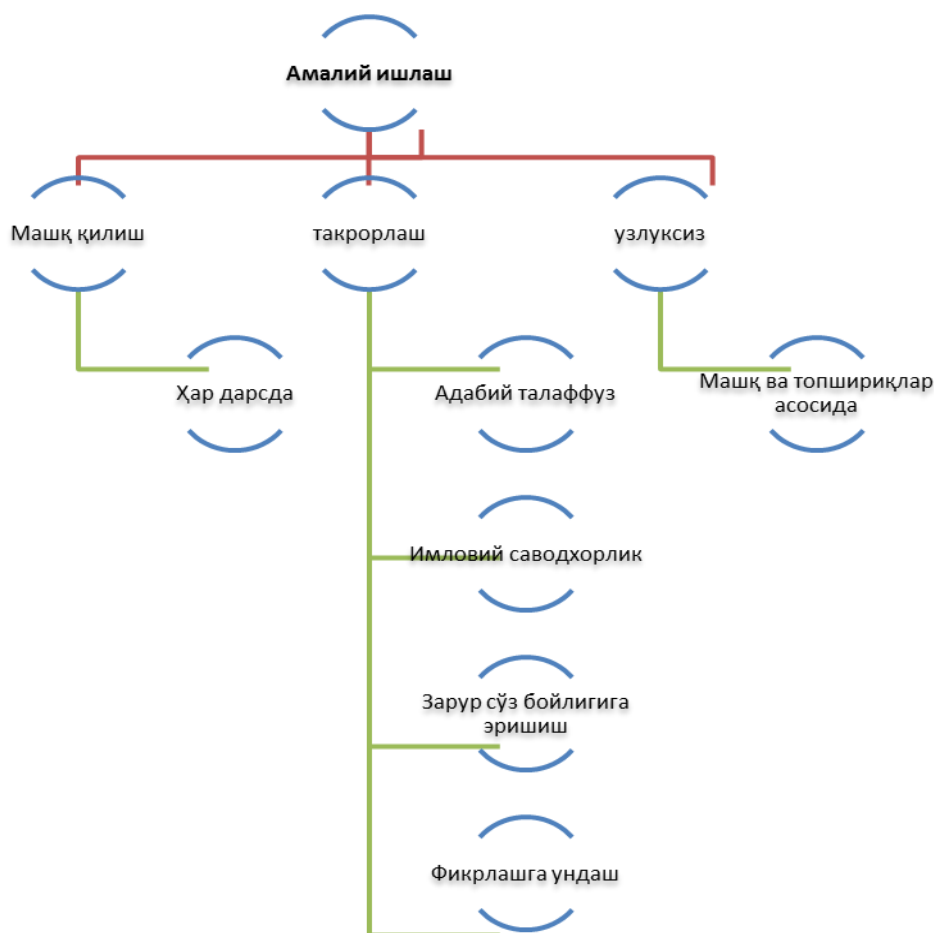 Амалий ишлаш
Машқ қилиш
такрорлаш
узлуксиз
Ҳар дарсда
Адабий талаффуз
Машқ ва топшириқлар
асосида
Имловий саводхорлик
Зарур сўз бойлигига
эришиш
Фикрлашга ундаш